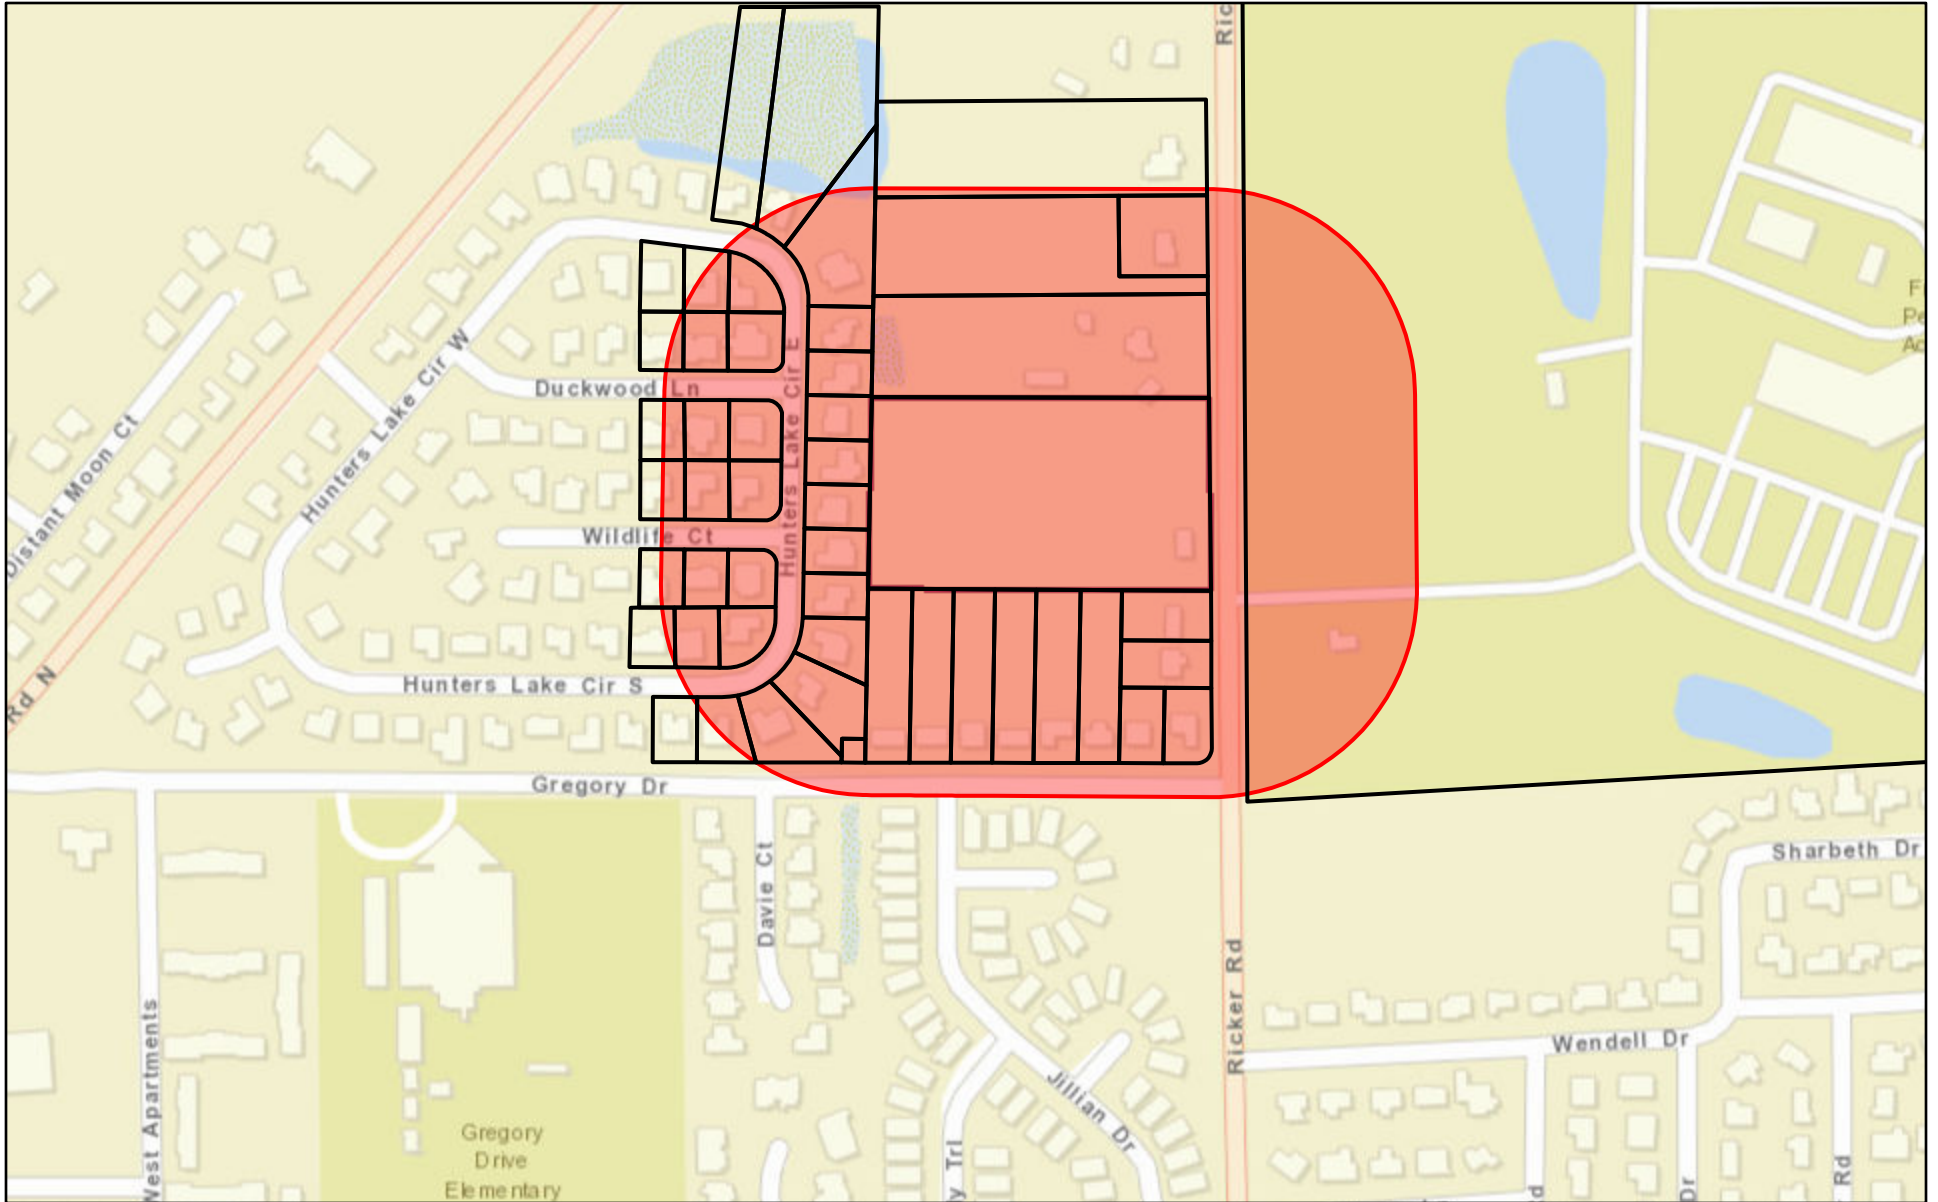 Ric
Hunters Lake Cir W
Duckwood Ln
Hunters Lake Cir E
Distant Moon Ct
Wildlife Ct
Hunters Lake Cir S
Rd N
Gregory Dr
Davie Ct
Sharbeth Dr
Ricker Rd
Wendell Dr
West Apartments
Jillian Dr
Gregory
Drive
Elementary
y Trl
Dr
Rd